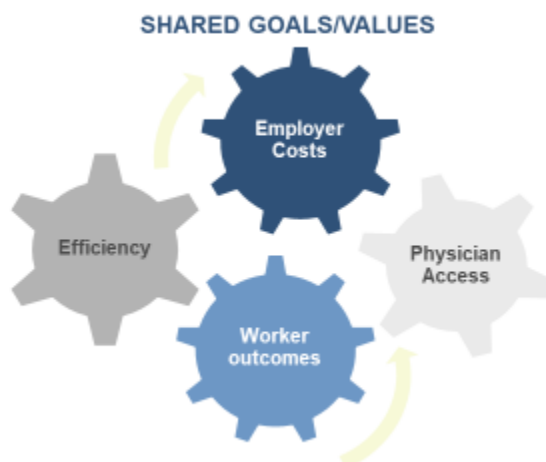 SHARED GOALS/VALUES
Employer
Costs
Efficiency
Physician
Access
Worker
outcomes